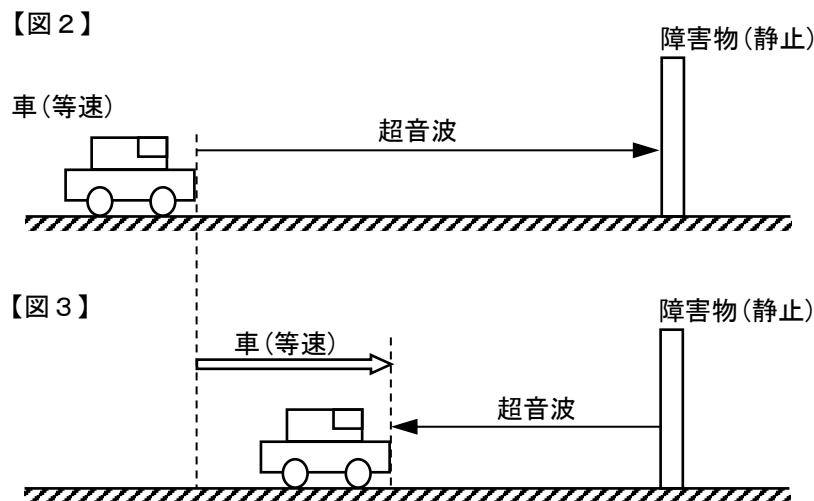 【図２】
障害物(静止)
車(等速)
超音波
【図３】
障害物(静止)
車(等速)
超音波